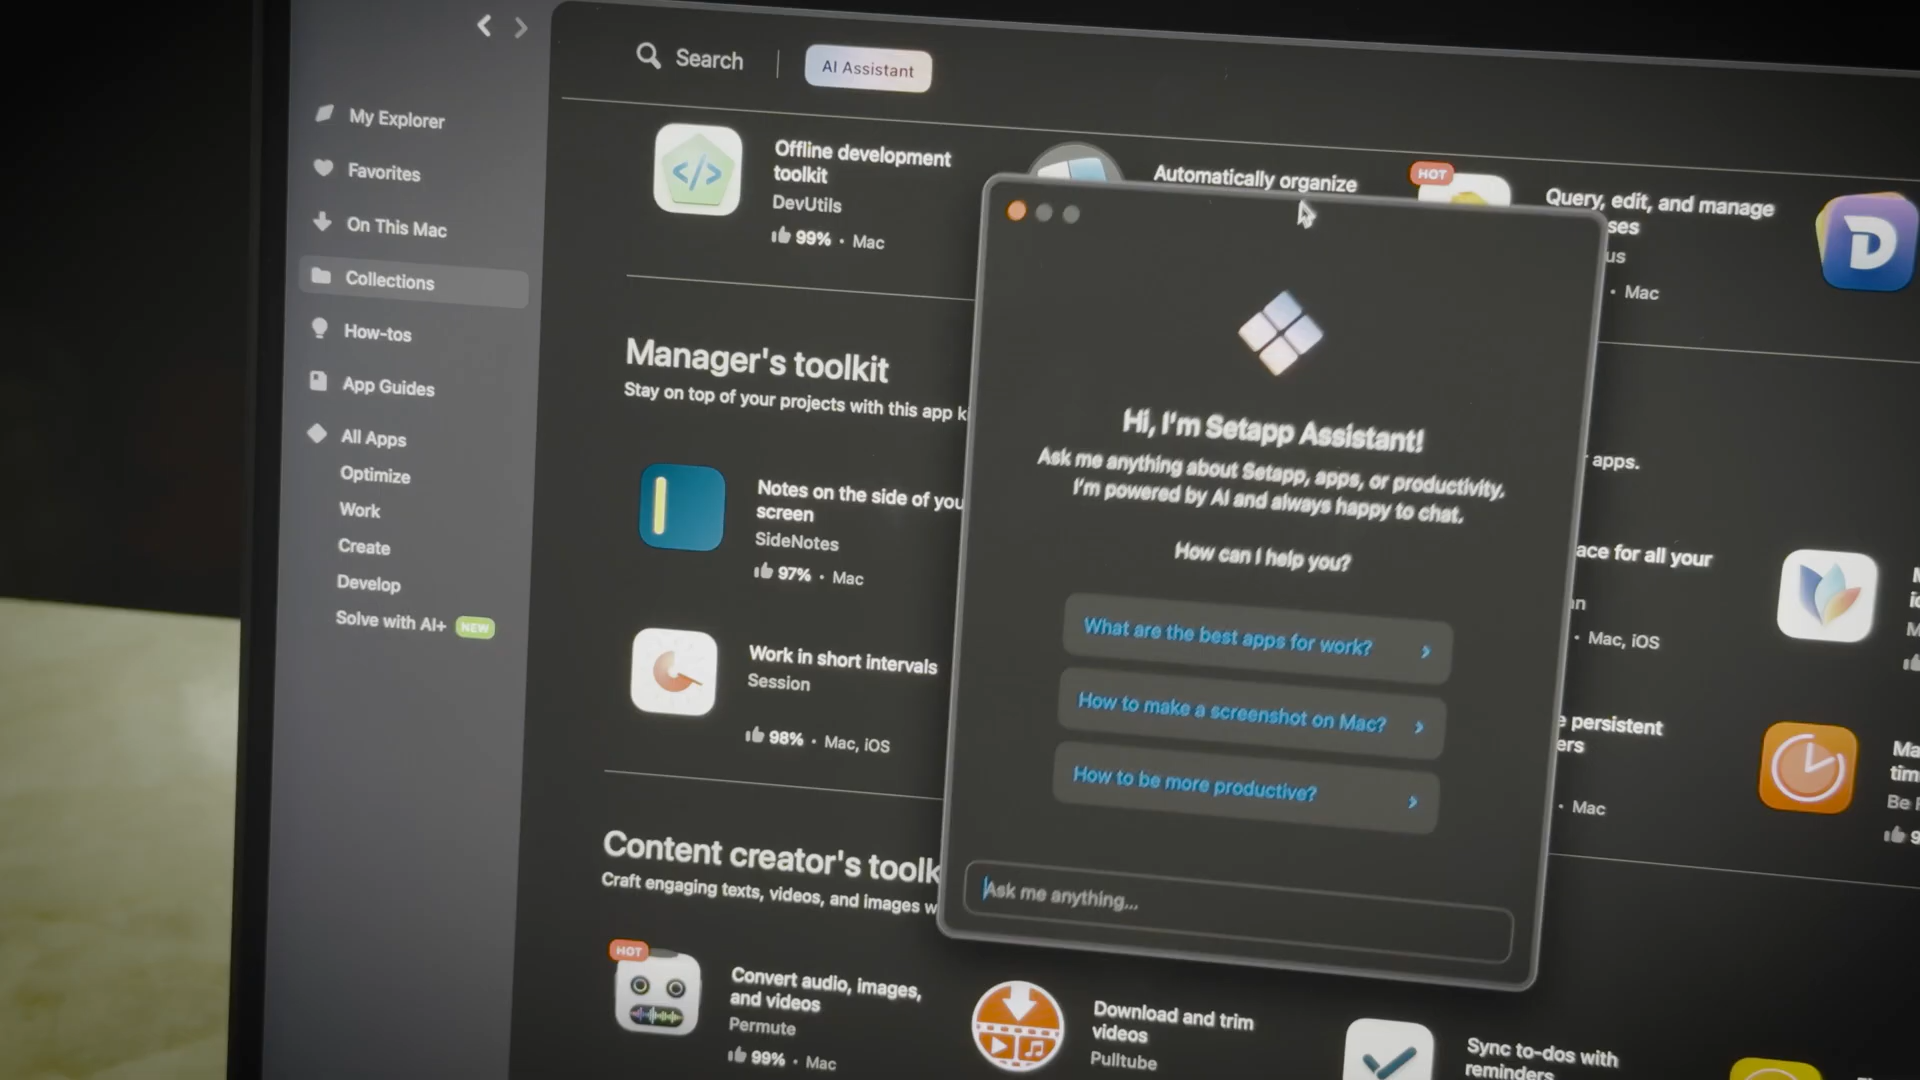 Search
AI Assistant
My Explorer
Favorites
On This Mac
Collections
How-tos
App Guides
All Apps
Optimize
Work
Create
Develop
Solve with AI+ NEW
Offline development
toolkit
DevUtils
99% • Mac
Automatically organize
HOT
Query, edit, and manage
• Mac
Manager's toolkit
Stay on top of your projects with this app
Notes on the side of
screen
SideNotes
97% • Mac
Work in short intervals
Session
98% • Mac, iOS
Content creator's
Craft engaging texts, videos, and images
HOT
Convert audio, images,
and videos
Permute
99% • Mac
Download and trim
videos
Pulltube
Sync to-dos with
reminders
apps.
for all your
• Mac, iOS
persistent
• Mac
Hi, I'm Setapp Assistant!
Ask me anything about Setapp, apps, or productivity.
I'm powered by AI and always happy to chat.
How can I help you?
What are the best apps for work?
How to make a screenshot on Mac?
How to be more productive?
Ask me anything...